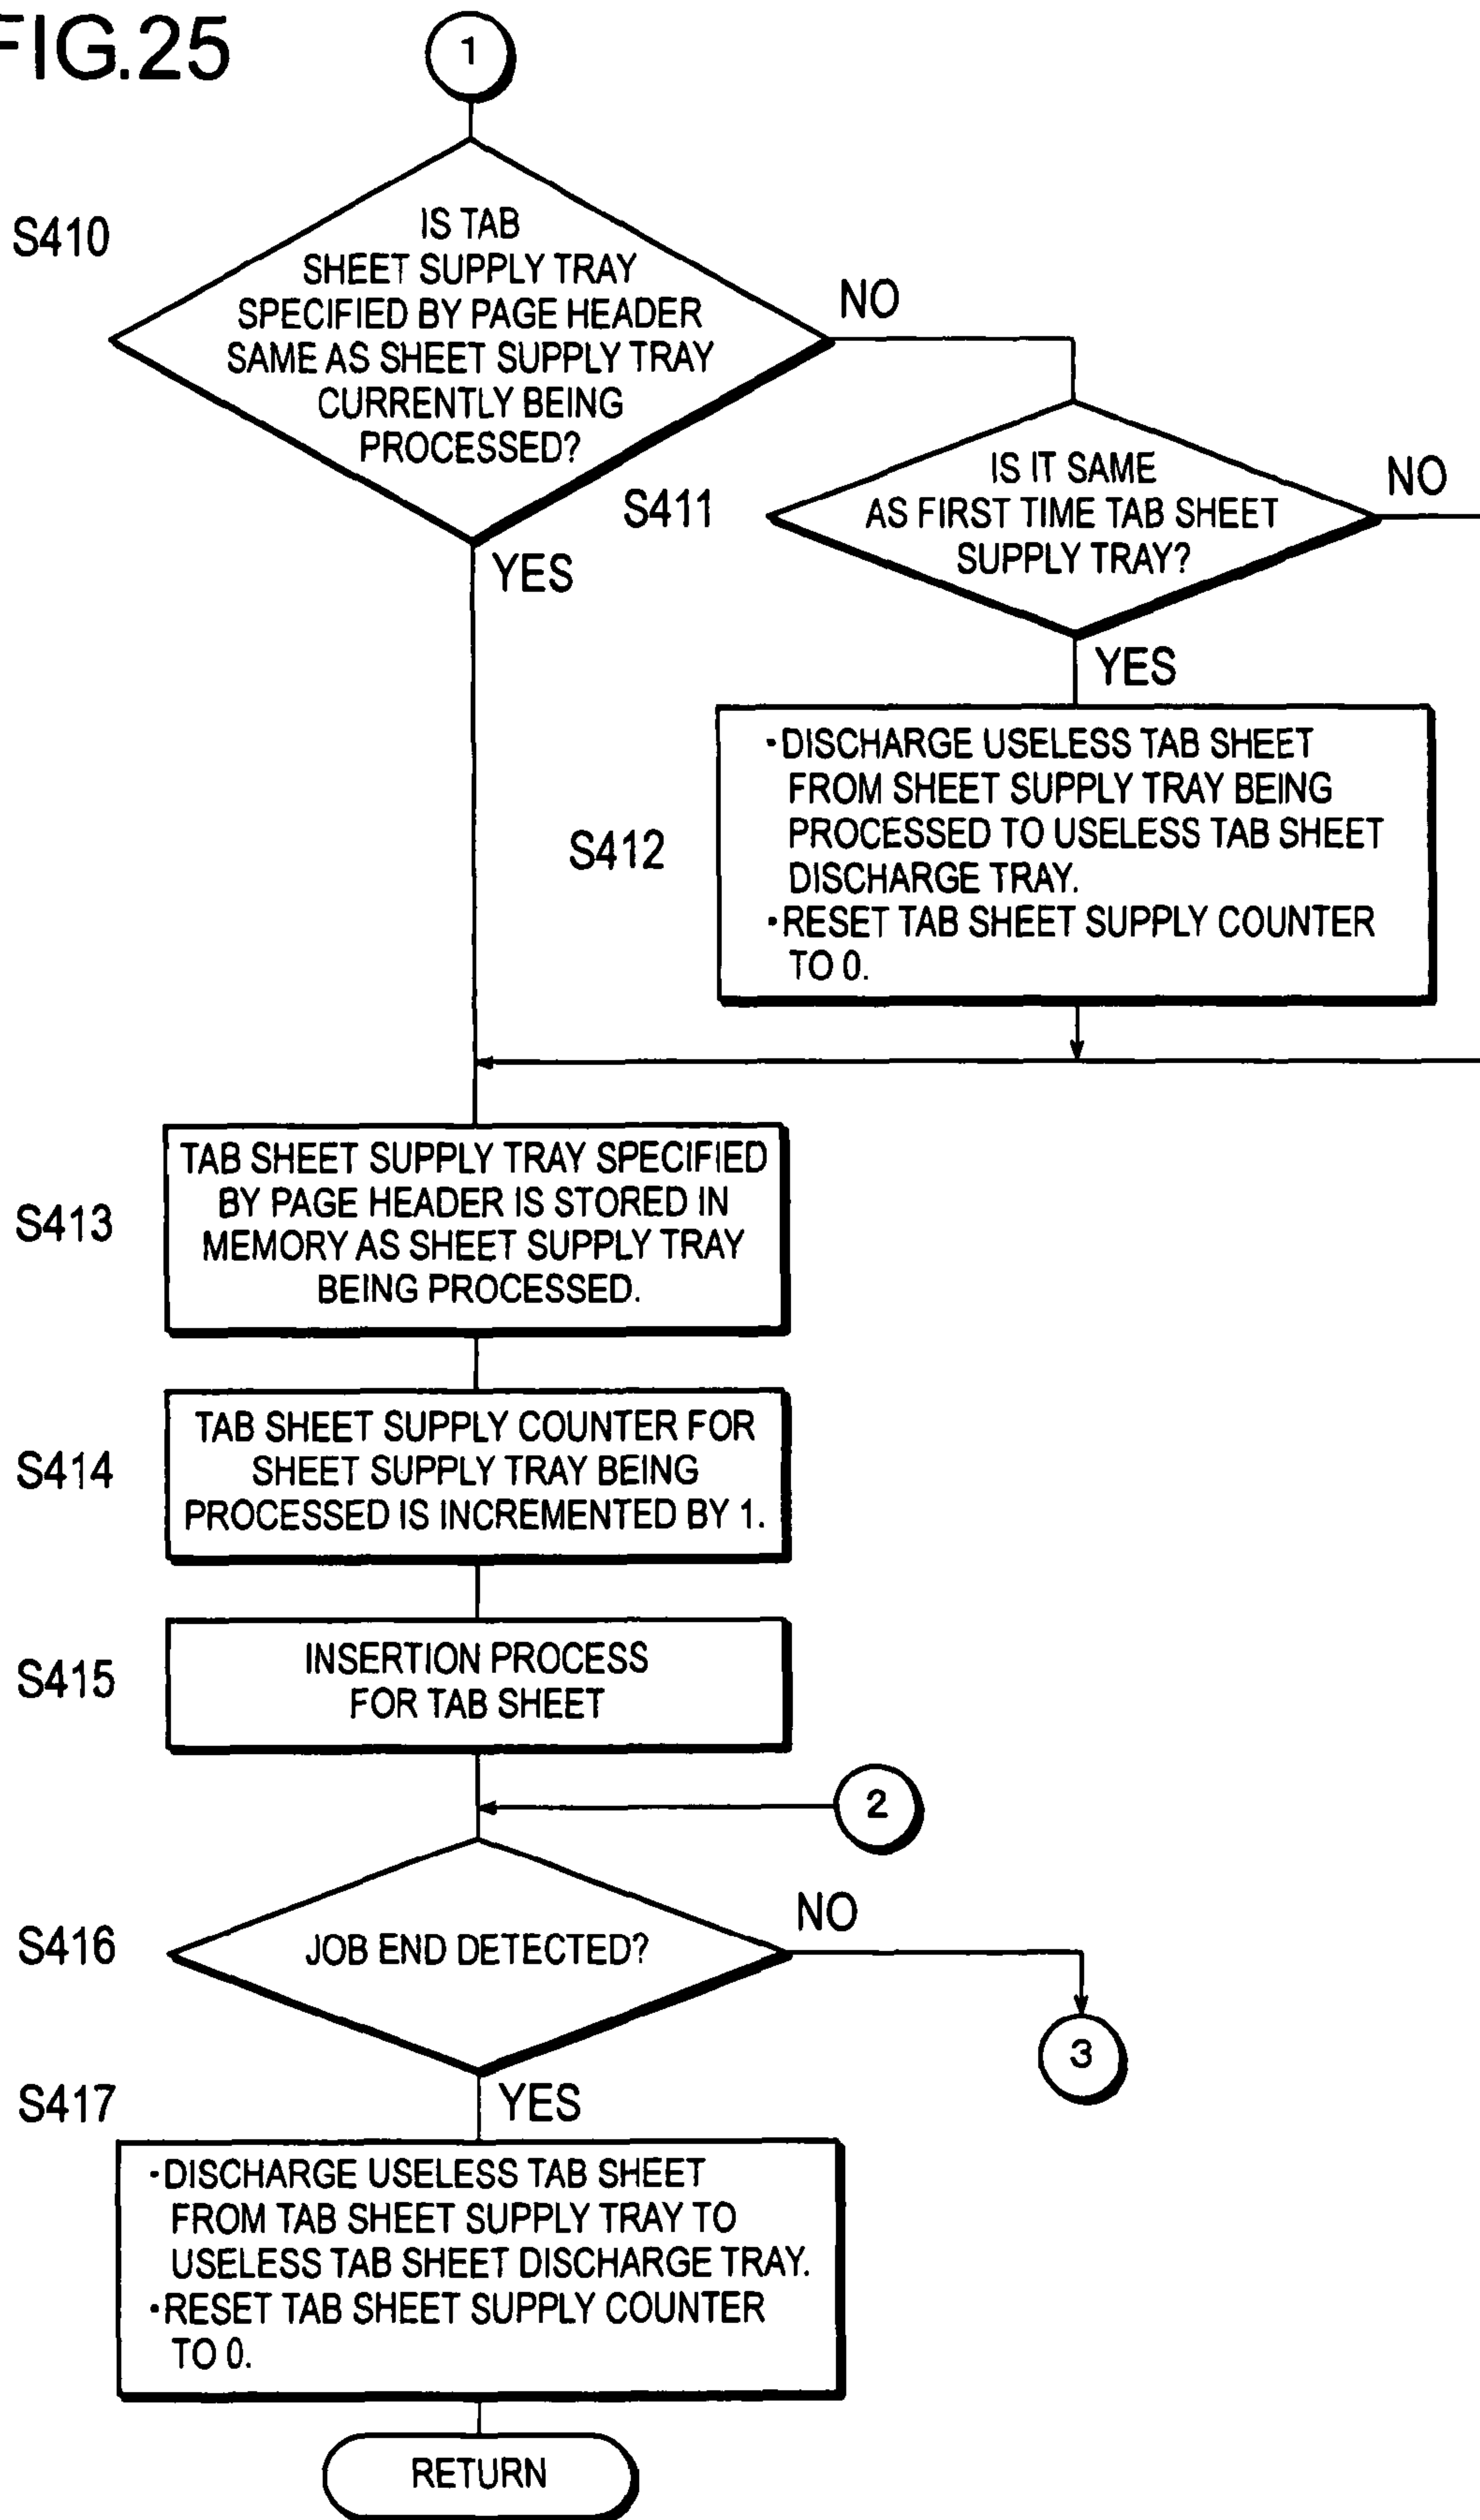 FIG.25
1
S410
IS TAB
SHEET SUPPLY TRAY
SPECIFIED BY PAGE HEADER
SAME AS SHEET SUPPLY TRAY
CURRENTLY BEING
PROCESSED?
NO
YES
S411
IS IT SAME
AS FIRST TIME TAB SHEET
SUPPLY TRAY?
NO
YES
S412
·DISCHARGE USELESS TAB SHEET
FROM SHEET SUPPLY TRAY BEING
PROCESSED TO USELESS TAB SHEET
DISCHARGE TRAY.
·RESET TAB SHEET SUPPLY COUNTER
TO 0.
S413
TAB SHEET SUPPLY TRAY SPECIFIED
BY PAGE HEADER IS STORED IN
MEMORY AS SHEET SUPPLY TRAY
BEING PROCESSED.
S414
TAB SHEET SUPPLY COUNTER FOR
SHEET SUPPLY TRAY BEING
PROCESSED IS INCREMENTED BY 1.
S415
INSERTION PROCESS
FOR TAB SHEET
2
S416
JOB END DETECTED?
NO
3
YES
S417
·DISCHARGE USELESS TAB SHEET
FROM TAB SHEET SUPPLY TRAY TO
USELESS TAB SHEET DISCHARGE TRAY.
·RESET TAB SHEET SUPPLY COUNTER
TO 0.
RETURN